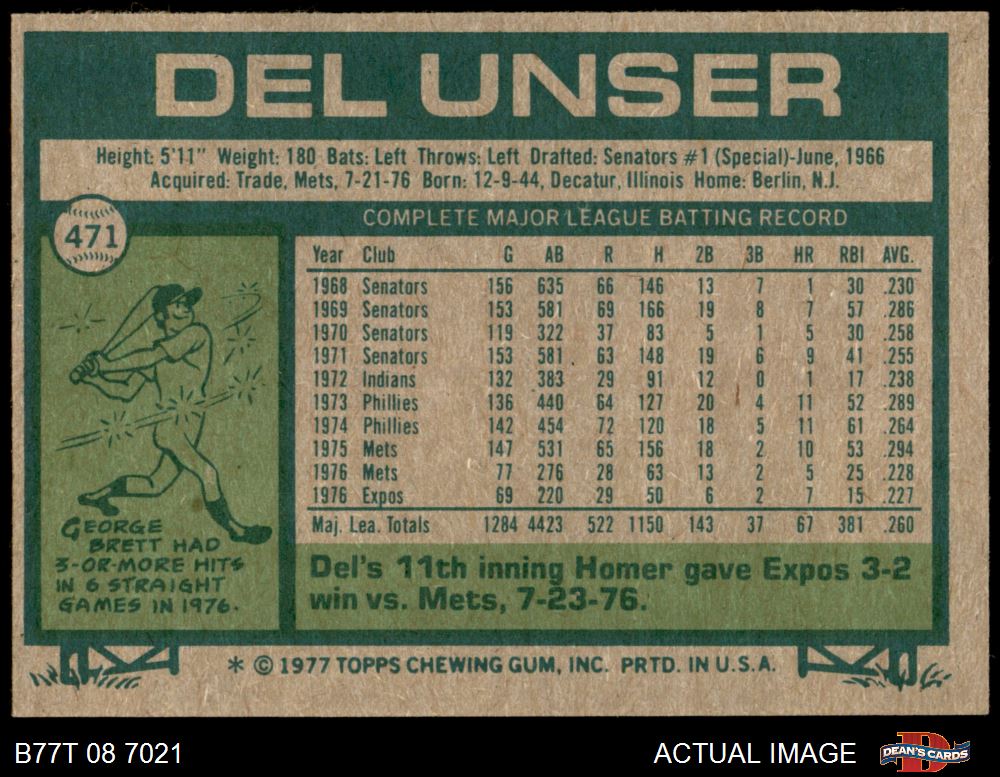 DEL UNSER
Height: 5'11" Weight: 180 Bats: Left Throws: Left Drafted: Senators #1 (Special)-June, 1966
Acquired: Trade, Mets, 7-21-76 Born: 12-9-44, Decatur, Illinois Home: Berlin, N.J.
471
COMPLETE MAJOR LEAGUE BATTING RECORD
Year Club G AB R H 2B 3B HR RBI AVG.
1968 Senators 156 635 66 146 13 7 1 30 .230
1969 Senators 153 581 69 166 19 8 7 57 .286
1970 Senators 119 322 37 83 5 1 5 30 .258
1971 Senators 153 581 63 148 19 6 9 41 .255
1972 Indians 132 383 29 91 12 0 1 17 .238
1973 Phillies 136 440 64 127 20 4 11 52 .289
1974 Phillies 142 454 72 120 18 5 11 61 .264
1975 Mets 147 531 65 156 18 2 10 53 .294
1976 Mets 77 276 28 63 13 2 5 25 .228
1976 Expos 69 220 29 50 6 2 7 15 .227
Maj. Lea. Totals 1284 4423 522 1150 143 37 67 381 .260
GEORGE
BRETT HAD
3-OR-MORE HITS
IN 6 STRAIGHT
GAMES IN 1976.
Del's 11th inning Homer gave Expos 3-2
win vs. Mets, 7-23-76.
* © 1977 TOPPS CHEWING GUM, INC. PRTD. IN U.S.A.
B77T 08 7021
ACTUAL IMAGE
D
DEAN'S CARDS